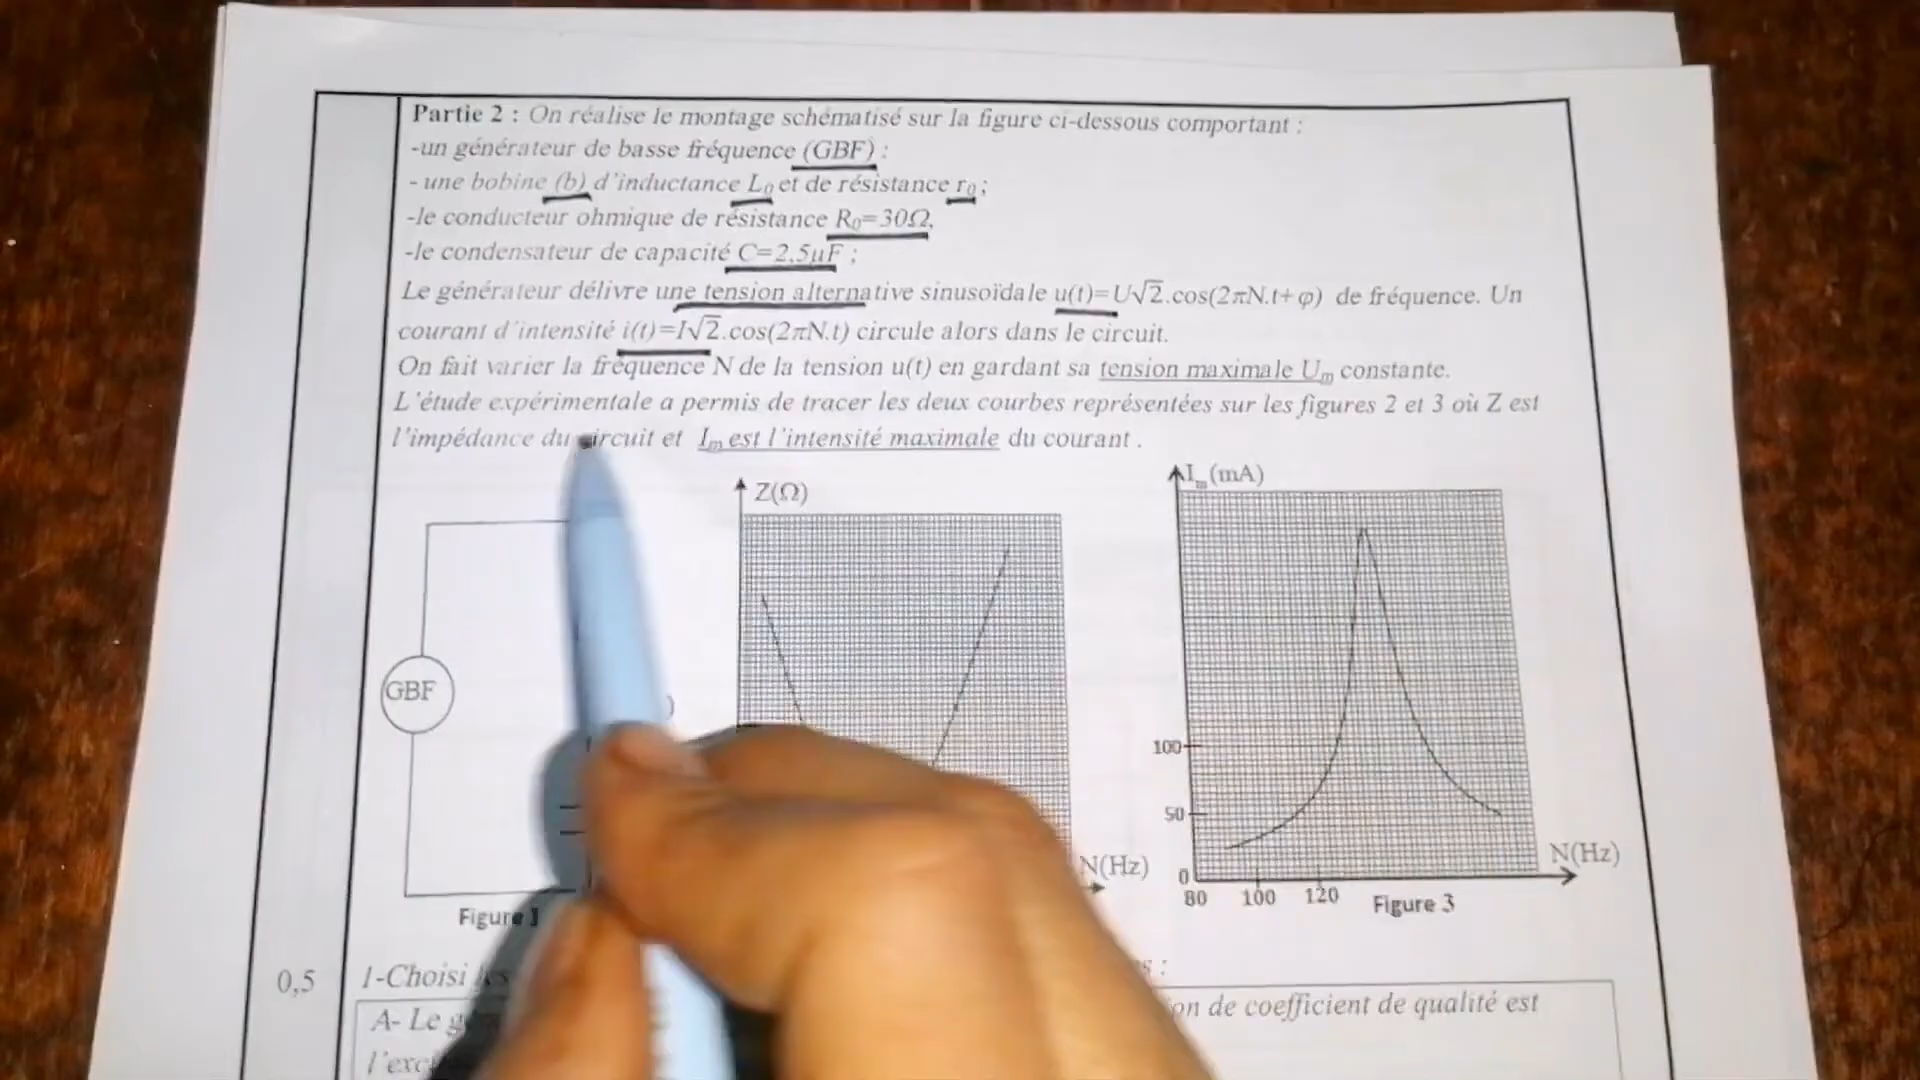 Partie 2 : On réalise le montage schématisé sur la figure ci-dessous comportant :
-un générateur de basse fréquence (GBF) :
- une bobine (b) d'inductance L₀ et de résistance r₀ ;
-le conducteur ohmique de résistance R₀=30Ω,
-le condensateur de capacité C=2,5µF ;
Le générateur délivre une tension alternative sinusoïdale u(t)=U√2.cos(2πN.t+φ) de fréquence. Un
courant d'intensité i(t)=I√2.cos(2πN.t) circule alors dans le circuit.
On fait varier la fréquence N de la tension u(t) en gardant sa tension maximale Um constante.
L'étude expérimentale a permis de tracer les deux courbes représentées sur les figures 2 et 3 où Z est
l'impédance du circuit et Im est l'intensité maximale du courant .
Z(Ω)
Im(mA)
GBF
)
100
50
0
N(Hz)
N(Hz)
80 100 120
Figure 1
Figure 3
0,5
1-Choisi les
:
A- Le
de coefficient de qualité est